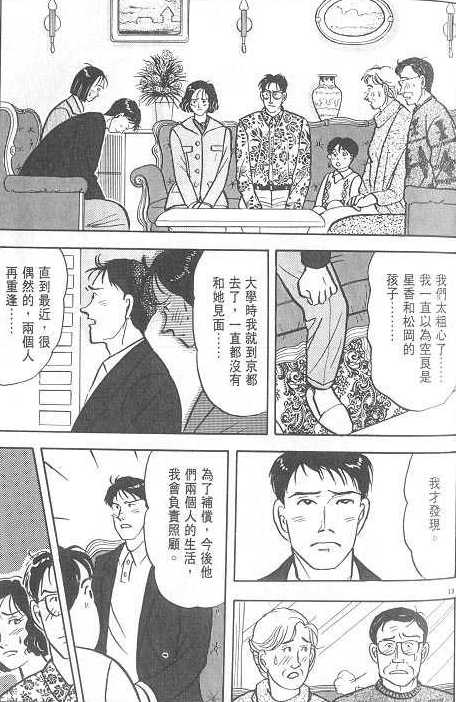 我們太粗心了……
我一直以為空良是
星香和松岡的
孩子……
大學時我就到京都
去了，一直都沒有
和她見面……
直到最近，很
偶然的，兩個人
再重逢……
我才發現。
為了補償，今後他
們兩個人的生活，
我會負責照顧。
13